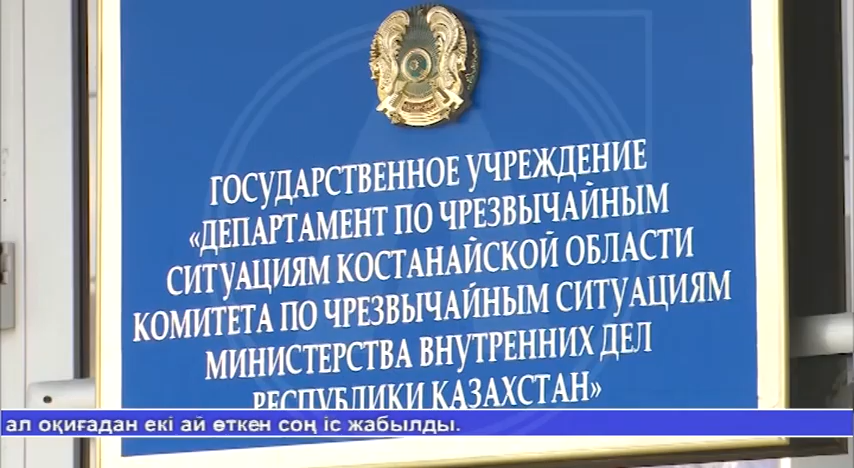 ГОСУДАРСТВЕННОЕ УЧРЕЖДЕНИЕ
«ДЕПАРТАМЕНТ ПО ЧРЕЗВЫЧАЙНЫМ
СИТУАЦИЯМ КОСТАНАЙСКОЙ ОБЛАСТИ
КОМИТЕТА ПО ЧРЕЗВЫЧАЙНЫМ СИТУАЦИЯМ
МИНИСТЕРСТВА ВНУТРЕННИХ ДЕЛ
РЕСПУБЛИКИ КАЗАХСТАН»
ал оқиғадан екі ай өткен соң іс жабылды.